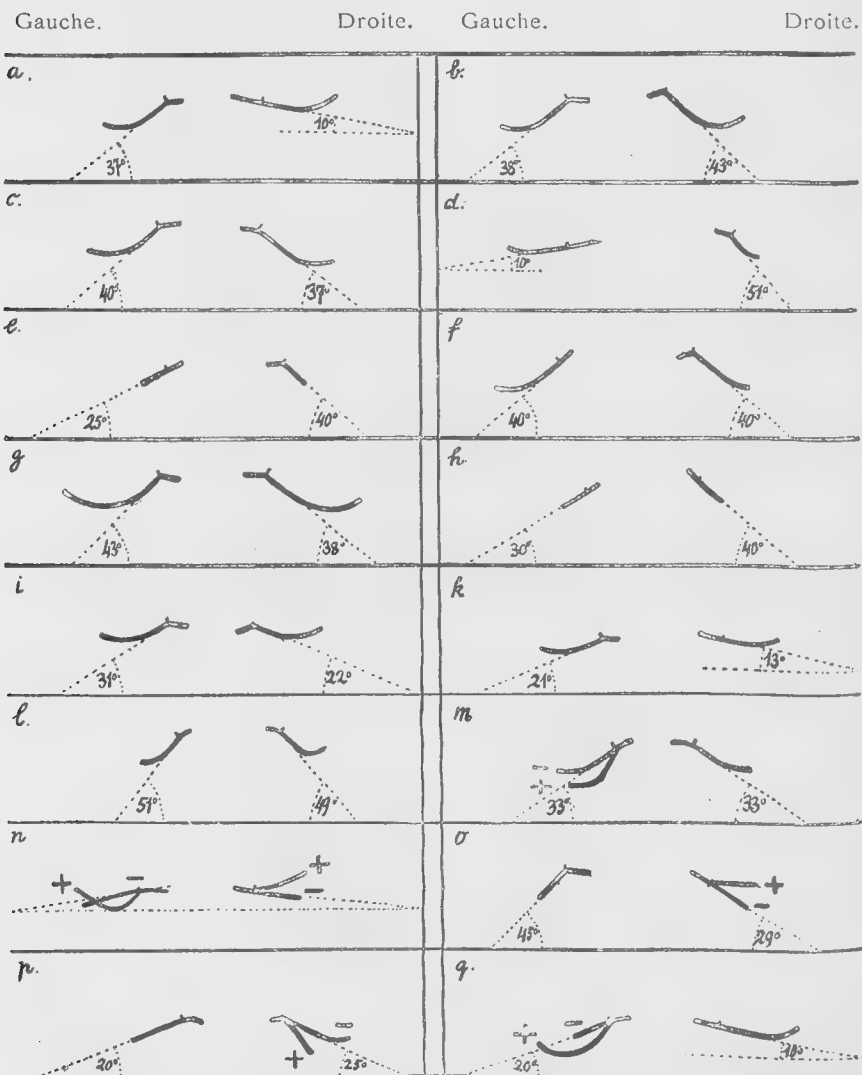 Gauche. Droite. Gauche. Droite.
a. b.
10°
37° 38° 43°
c. d.
10°
40° 37° 51°
e. f
25° 40° 40° 40°
g h.
43° 38° 30° 40°
i k
31° 22° 21° 13°
l. m
− +
51° 49° 33° 33°
n o
+ − + − + −
45° 29°
p. q.
− + + −
20° 25° 20°